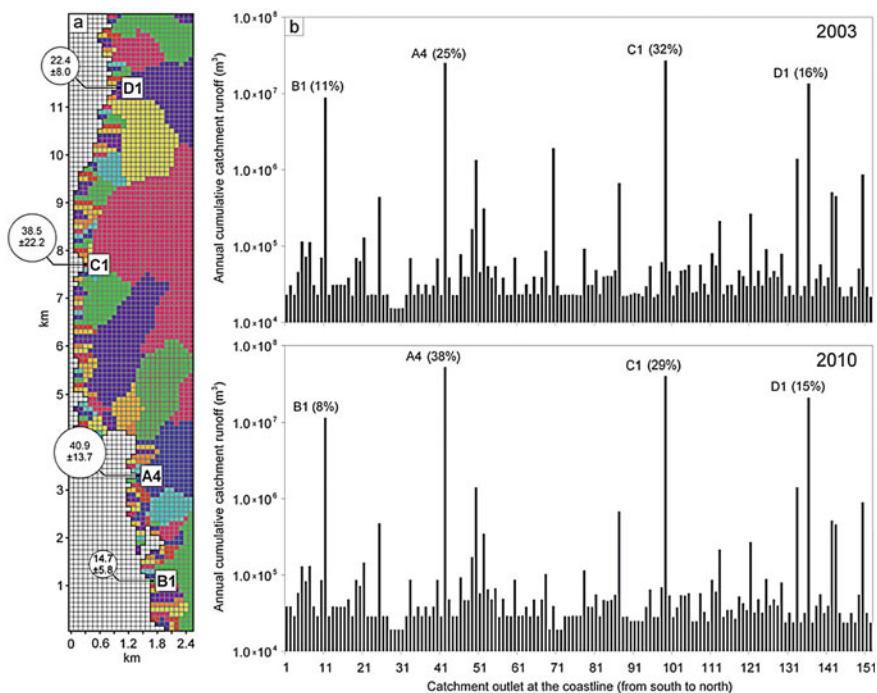 a
22.4
±8.0
D1
11
10
9
38.5
±22.2
8
C1
7
km
6
5
40.9
±13.7
A4
3
2
14.7
±5.8
B1
1
0 0.6 1.2 1.8 2.4
km
b
2003
Annual cumulative catchment runoff (m³)
1.0×10⁸
1.0×10⁷
1.0×10⁶
1.0×10⁵
1.0×10⁴
B1 (11%)
A4 (25%)
C1 (32%)
D1 (16%)
2010
Annual cumulative catchment runoff (m³)
1.0×10⁸
1.0×10⁷
1.0×10⁶
1.0×10⁵
1.0×10⁴
B1 (8%)
A4 (38%)
C1 (29%)
D1 (15%)
1 11 21 31 41 51 61 71 81 91 101 111 121 131 141 151
Catchment outlet at the coastline (from south to north)